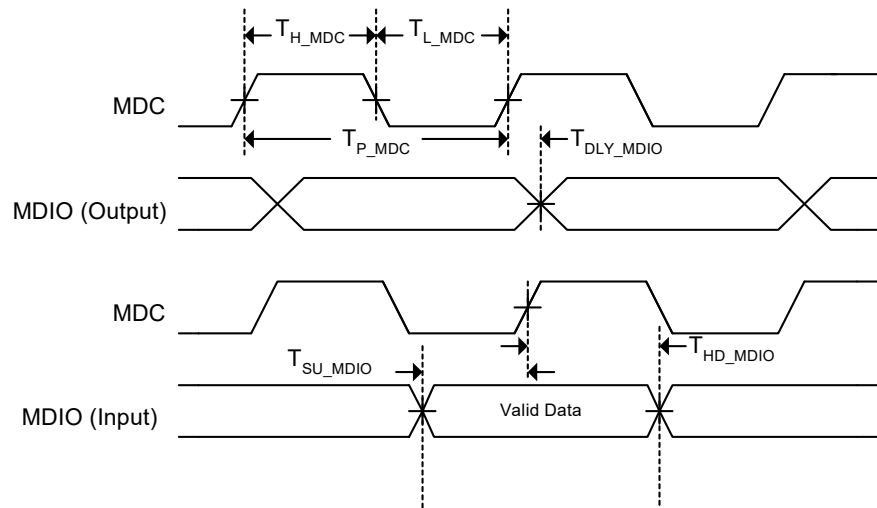 T_H_MDC T_L_MDC
MDC
T_P_MDC T_DLY_MDIO
MDIO (Output)
MDC
T_SU_MDIO T_HD_MDIO
MDIO (Input) Valid Data